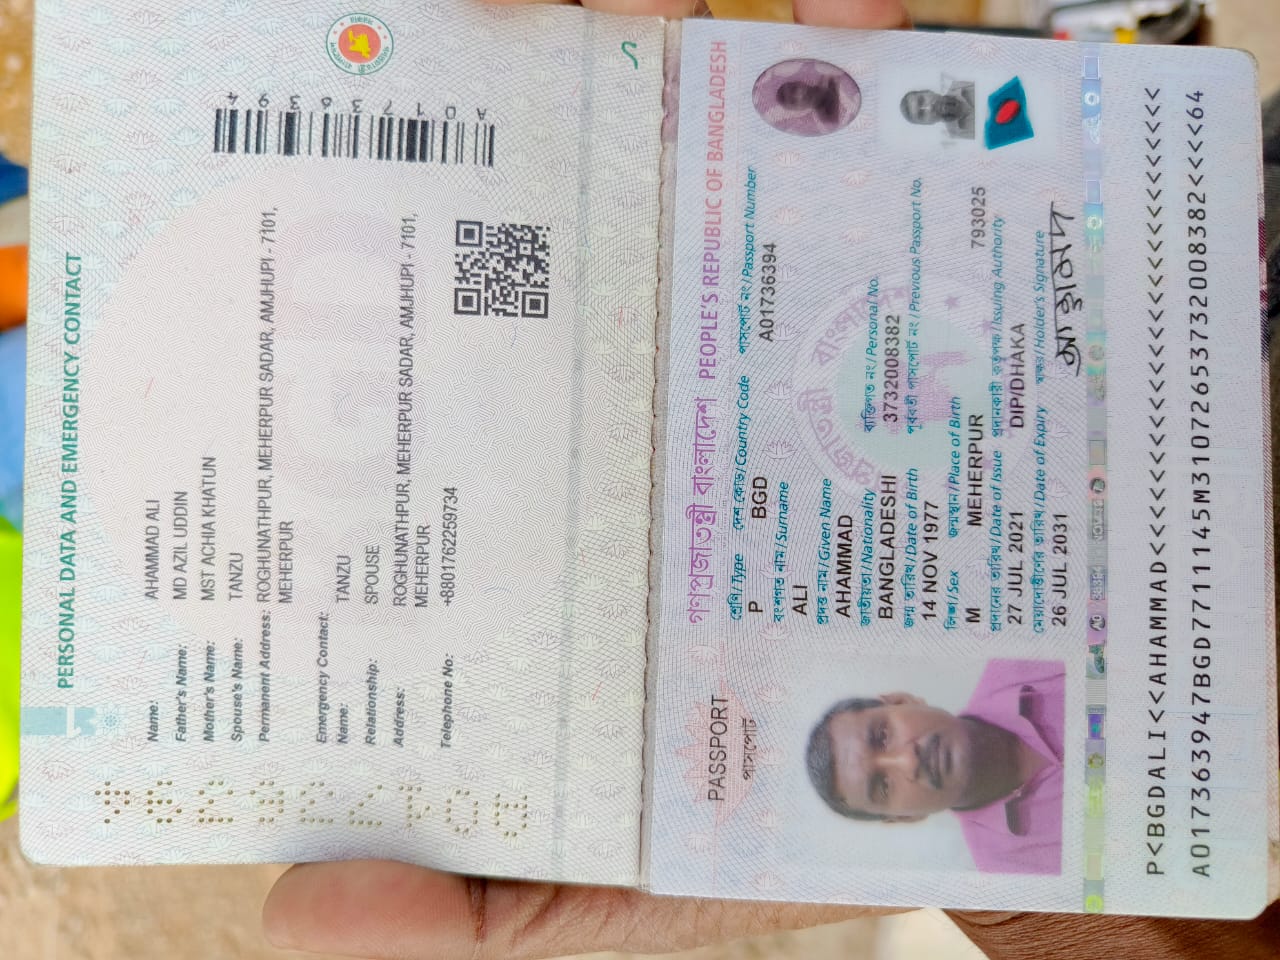 PERSONAL DATA AND EMERGENCY CONTACT
Name: AHAMMAD ALI
Father's Name: MD AZIL UDDIN
Mother's Name: MST ACHIA KHATUN
Spouse's Name: TANZU
Permanent Address: ROGHUNATHPUR, MEHERPUR SADAR, AMJHUPI - 7101,
MEHERPUR
Emergency Contact:
Name: TANZU
Relationship: SPOUSE
Address: ROGHUNATHPUR, MEHERPUR SADAR, AMJHUPI - 7101,
MEHERPUR
Telephone No: +8801762259734
A01736394
গণপ্রজাতন্ত্রী বাংলাদেশ PEOPLE'S REPUBLIC OF BANGLADESH
PASSPORT
পাসপোর্ট
শ্রেণি/Type দেশ কোড/Country Code পাসপোর্ট নং/Passport Number
P BGD A01736394
বংশগত নাম/Surname
ALI
প্রদত্ত নাম/Given Name
AHAMMAD
জাতীয়তা/Nationality ব্যক্তিগত নং/Personal No.
BANGLADESHI 3732008382
জন্ম তারিখ/Date of Birth পূর্ববর্তী পাসপোর্ট নং/Previous Passport No.
14 NOV 1977
লিঙ্গ/Sex জন্মস্থান/Place of Birth
M MEHERPUR 793025
প্রদানের তারিখ/Date of Issue প্রদানকারী কর্তৃপক্ষ/Issuing Authority
27 JUL 2021 DIP/DHAKA
মেয়াদোত্তীর্ণের তারিখ/Date of Expiry স্বাক্ষর/Holder's Signature
26 JUL 2031 আহাম্মাদ
P<BGDALI<<AHAMMAD<<<<<<<<<<<<<<<<<<<<<<<<<<<
A017363947BGD7711145M31072653732008382<<<<64